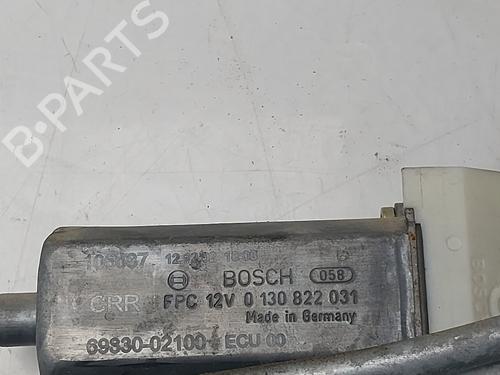 B-PARTS
BOSCH 058
CRR FPC 12V 0 130 822 031
Made in Germany
69830-02100 ECU 00